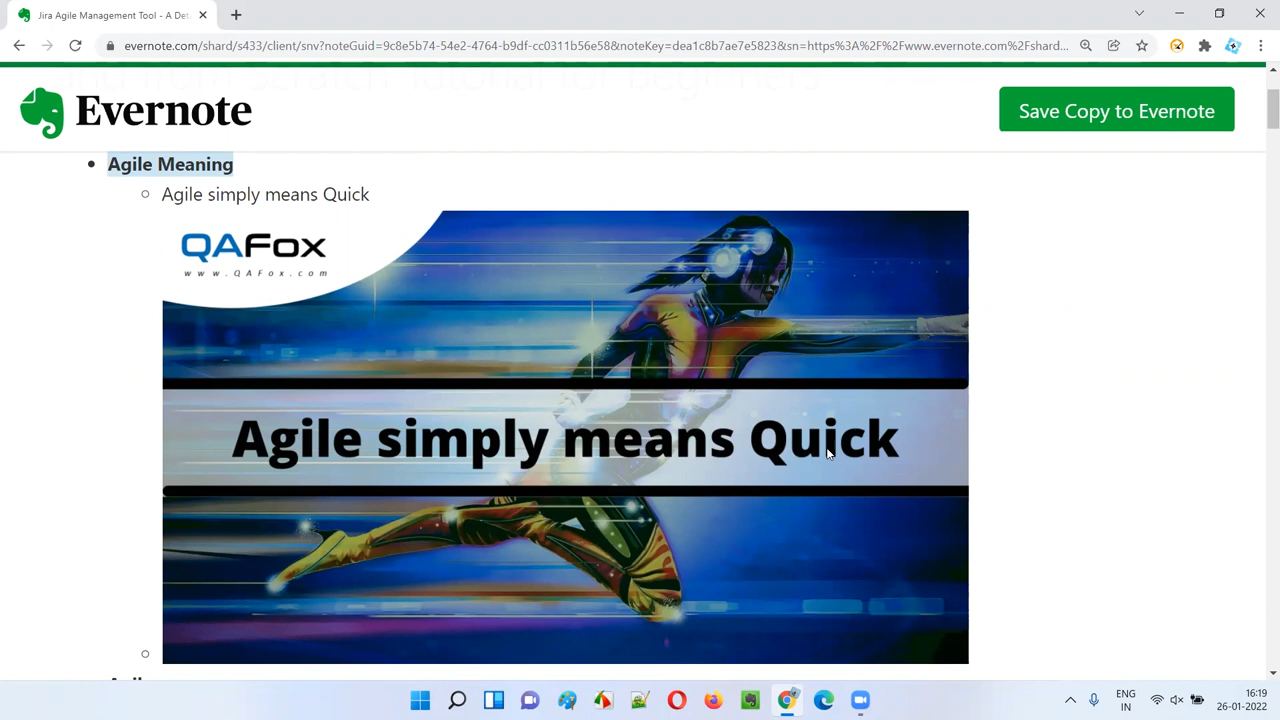 Jira Agile Management Tool - A Det
evernote.com/shard/s433/client/snv?noteGuid=9c8e5b74-54e2-4764-b9df-cc0311b56e58&noteKey=dea1c8b7ae7c5823&sn=https%3A%2F%2Fwww.evernote.com%2Fshard...
Evernote
Save Copy to Evernote
Agile Meaning
Agile simply means Quick
QAFox
www.QAFox.com
Agile simply means Quick
ENG
IN
16:19
26-01-2022